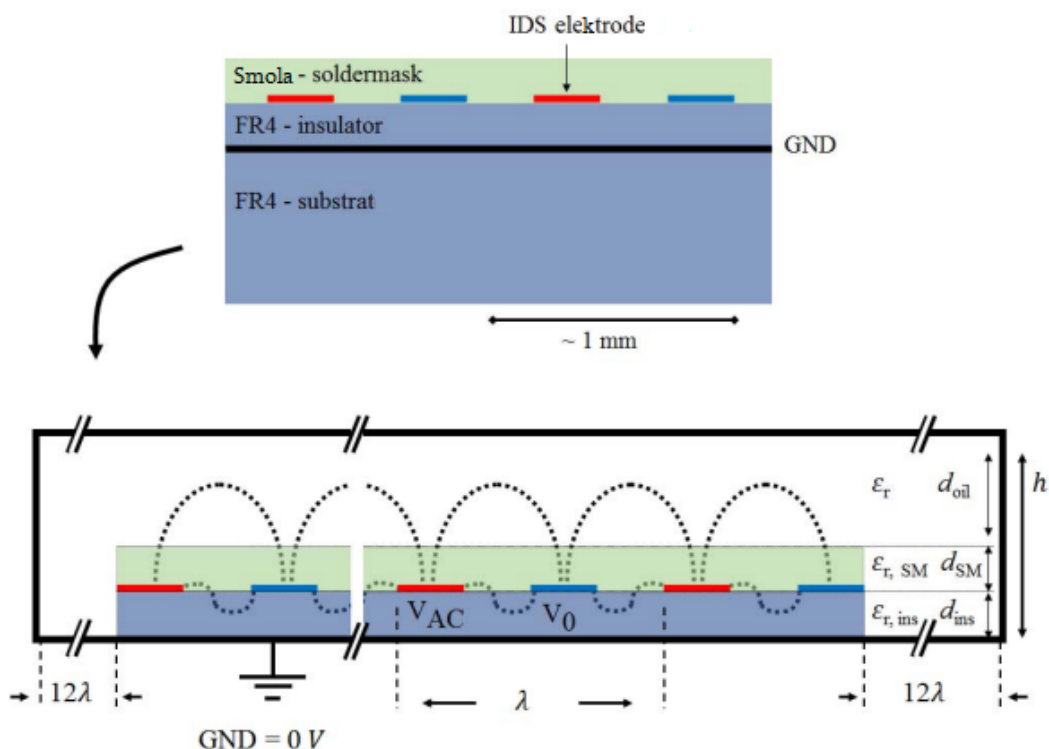 IDS elektrode
Smola - soldermask
FR4 - insulator
GND
FR4 - substrat
~ 1 mm
εr doil h
εr, SM dSM
VAC V0 εr, ins dins
12λ λ 12λ
GND = 0 V